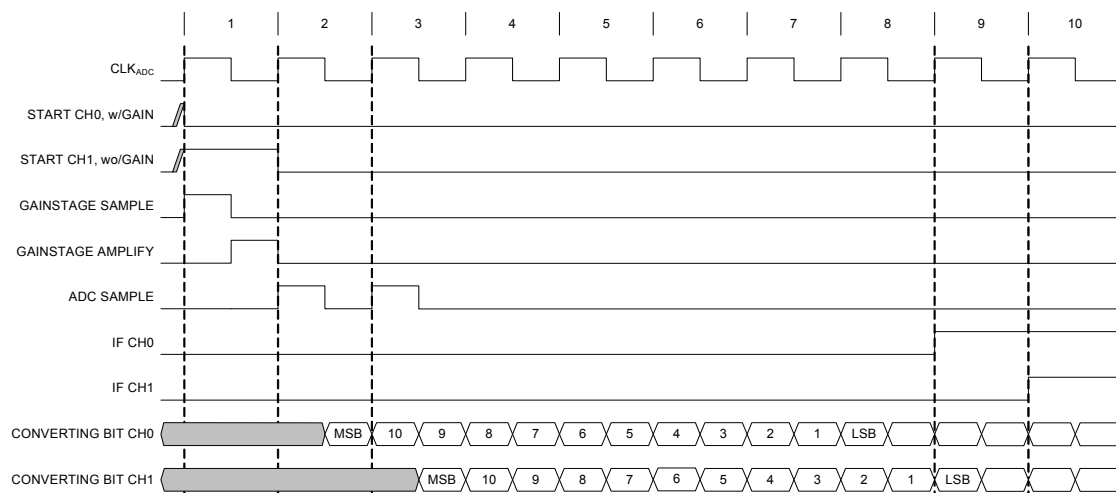 1 2 3 4 5 6 7 8 9 10
CLKADC
START CH0, w/GAIN
START CH1, wo/GAIN
GAINSTAGE SAMPLE
GAINSTAGE AMPLIFY
ADC SAMPLE
IF CH0
IF CH1
CONVERTING BIT CH0 MSB 10 9 8 7 6 5 4 3 2 1 LSB
CONVERTING BIT CH1 MSB 10 9 8 7 6 5 4 3 2 1 LSB